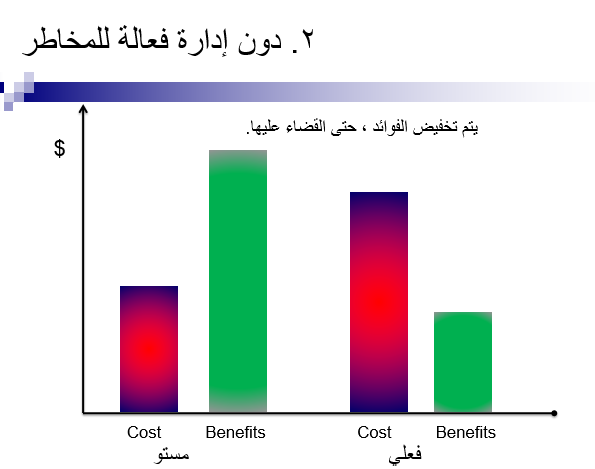 ٢. دون إدارة فعالة للمخاطر
يتم تخفيض الفوائد ، حتى القضاء عليها.
$
Cost Benefits Cost Benefits
مستو فعلي